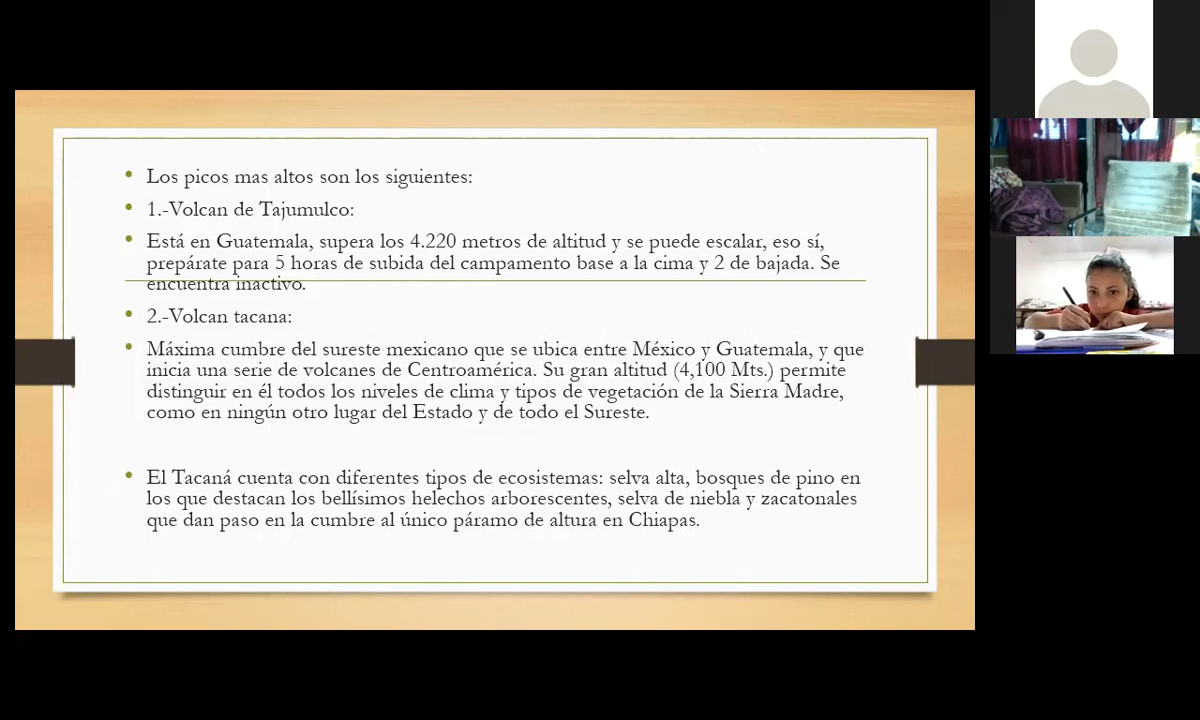 • Los picos mas altos son los siguientes:
• 1.-Volcan de Tajumulco:
• Está en Guatemala, supera los 4.220 metros de altitud y se puede escalar, eso sí,
prepárate para 5 horas de subida del campamento base a la cima y 2 de bajada. Se
encuentra inactivo.
• 2.-Volcan tacana:
• Máxima cumbre del sureste mexicano que se ubica entre México y Guatemala, y que
inicia una serie de volcanes de Centroamérica. Su gran altitud (4,100 Mts.) permite
distinguir en él todos los niveles de clima y tipos de vegetación de la Sierra Madre,
como en ningún otro lugar del Estado y de todo el Sureste.
• El Tacaná cuenta con diferentes tipos de ecosistemas: selva alta, bosques de pino en
los que destacan los bellísimos helechos arborescentes, selva de niebla y zacatonales
que dan paso en la cumbre al único páramo de altura en Chiapas.